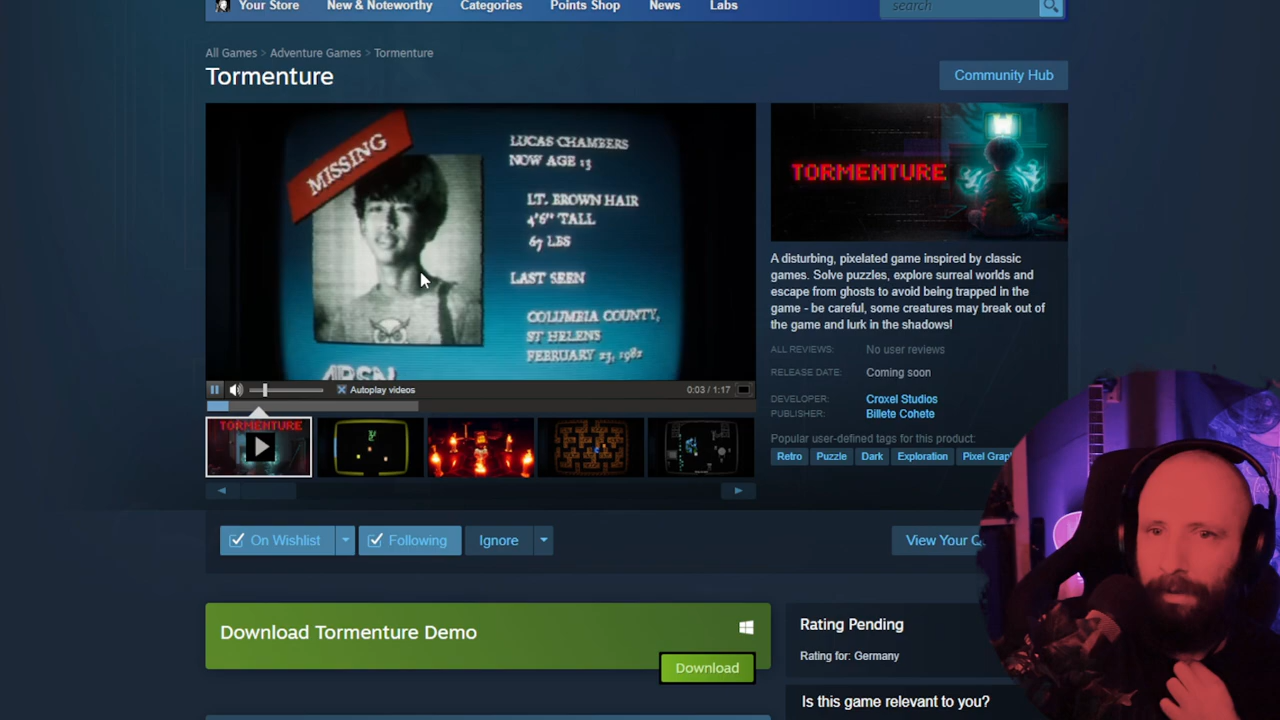 Your Store New & Noteworthy Categories Points Shop News Labs search
All Games > Adventure Games > Tormenture
Tormenture
Community Hub
MISSING
LUCAS CHAMBERS
NOW AGE 13
LT. BROWN HAIR
4'6" TALL
67 LBS
LAST SEEN
COLUMBIA COUNTY,
ST HELENS
FEBRUARY 23, 1982
TORMENTURE
A disturbing, pixelated game inspired by classic
games. Solve puzzles, explore surreal worlds and
escape from ghosts to avoid being trapped in the
game - be careful, some creatures may break out of
the game and lurk in the shadows!
ALL REVIEWS: No user reviews
RELEASE DATE: Coming soon
DEVELOPER: Croxel Studios
PUBLISHER: Billete Cohete
Popular user-defined tags for this product:
Retro Puzzle Dark Exploration Pixel Grap
Autoplay videos 0:03 / 1:17
TORMENTURE
On Wishlist Following Ignore View Your Q
Download Tormenture Demo
Download
Rating Pending
Rating for: Germany
Is this game relevant to you?